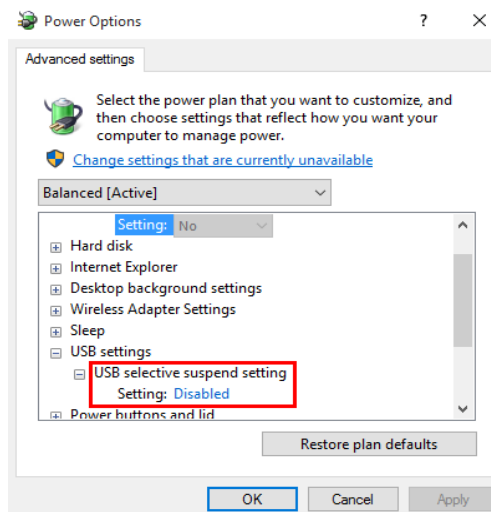 Power Options
?
Advanced settings
Select the power plan that you want to customize, and
then choose settings that reflect how you want your
computer to manage power.
Change settings that are currently unavailable
Balanced [Active]
Setting: No
Hard disk
Internet Explorer
Desktop background settings
Wireless Adapter Settings
Sleep
USB settings
USB selective suspend setting
Setting: Disabled
Power buttons and lid
Restore plan defaults
OK Cancel Apply